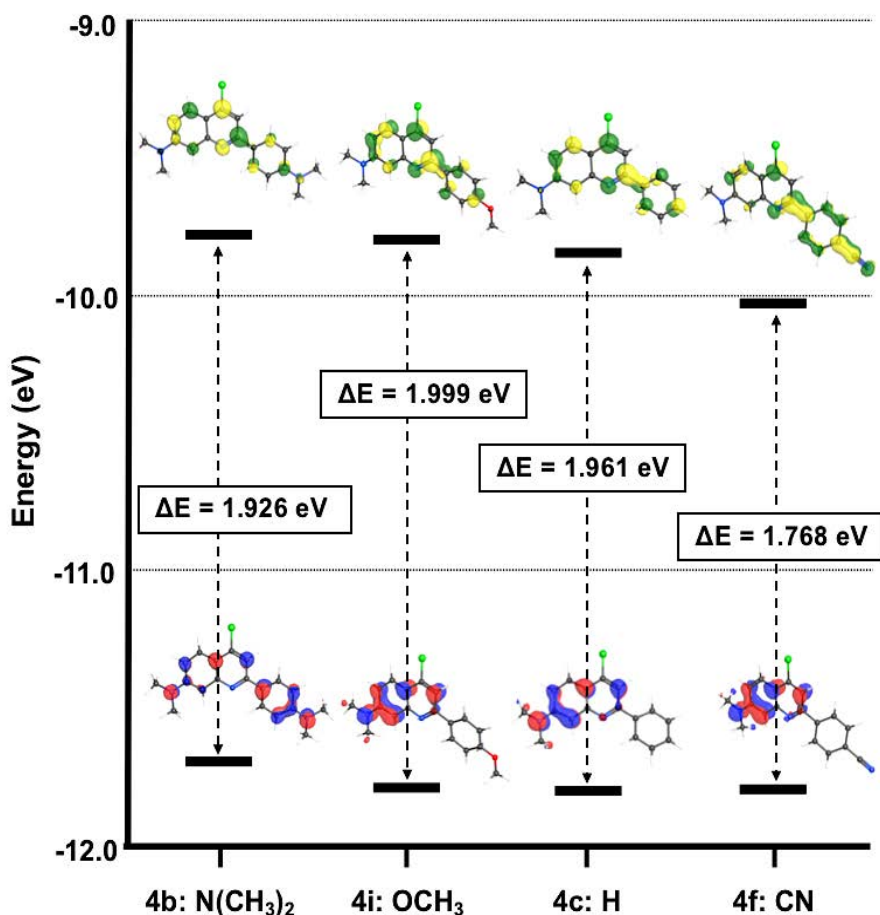 -9.0
-10.0
ΔE = 1.999 eV
ΔE = 1.961 eV
ΔE = 1.926 eV
ΔE = 1.768 eV
Energy (eV)
-11.0
-12.0
4b: N(CH₃)₂ 4i: OCH₃ 4c: H 4f: CN